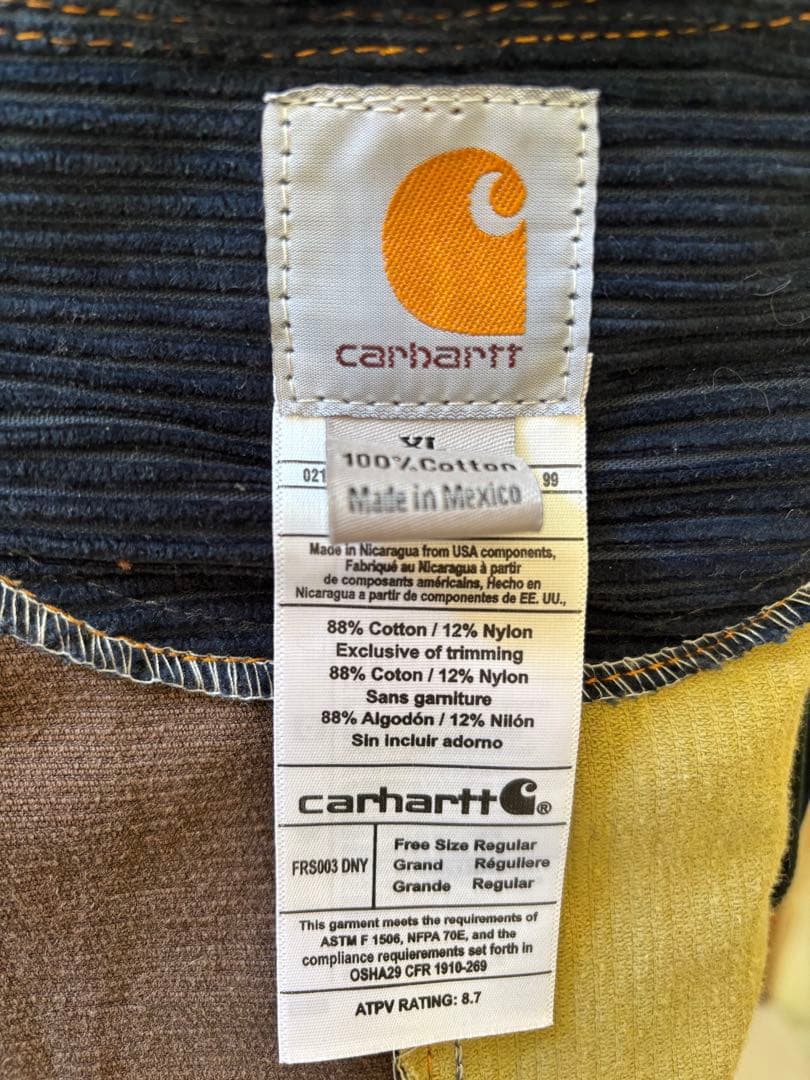 carhartt
XL
100% Cotton
021
99
Made in Mexico
Made in Nicaragua from USA components,
Fabriqué au Nicaragua à partir
de composants américains, Hecho en
Nicaragua a partir de componentes de EE. UU.,
88% Cotton / 12% Nylon
Exclusive of trimming
88% Coton / 12% Nylon
Sans garniture
88% Algodón / 12% Nilón
Sin incluir adorno
carhartt ®
FRS003 DNY
Free Size Regular
Grand Réguliere
Grande Regular
This garment meets the requirements of
ASTM F 1506, NFPA 70E, and the
compliance requierements set forth in
OSHA29 CFR 1910-269
ATPV RATING: 8.7